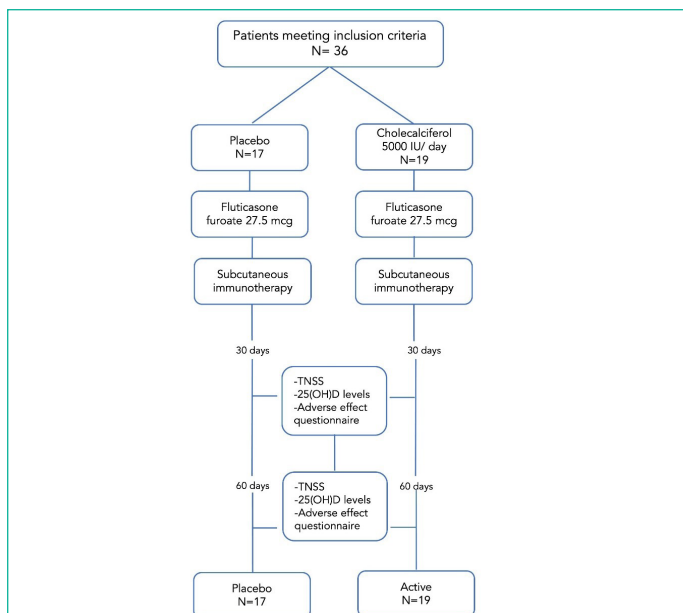 Patients meeting inclusion criteria
N= 36
Placebo
N=17
Cholecalciferol
5000 IU/ day
N=19
Fluticasone
furoate 27.5 mcg
Fluticasone
furoate 27.5 mcg
Subcutaneous
immunotherapy
Subcutaneous
immunotherapy
30 days
30 days
-TNSS
-25(OH)D levels
-Adverse effect
questionnaire
60 days
60 days
-TNSS
-25(OH)D levels
-Adverse effect
questionnaire
Placebo
N=17
Active
N=19